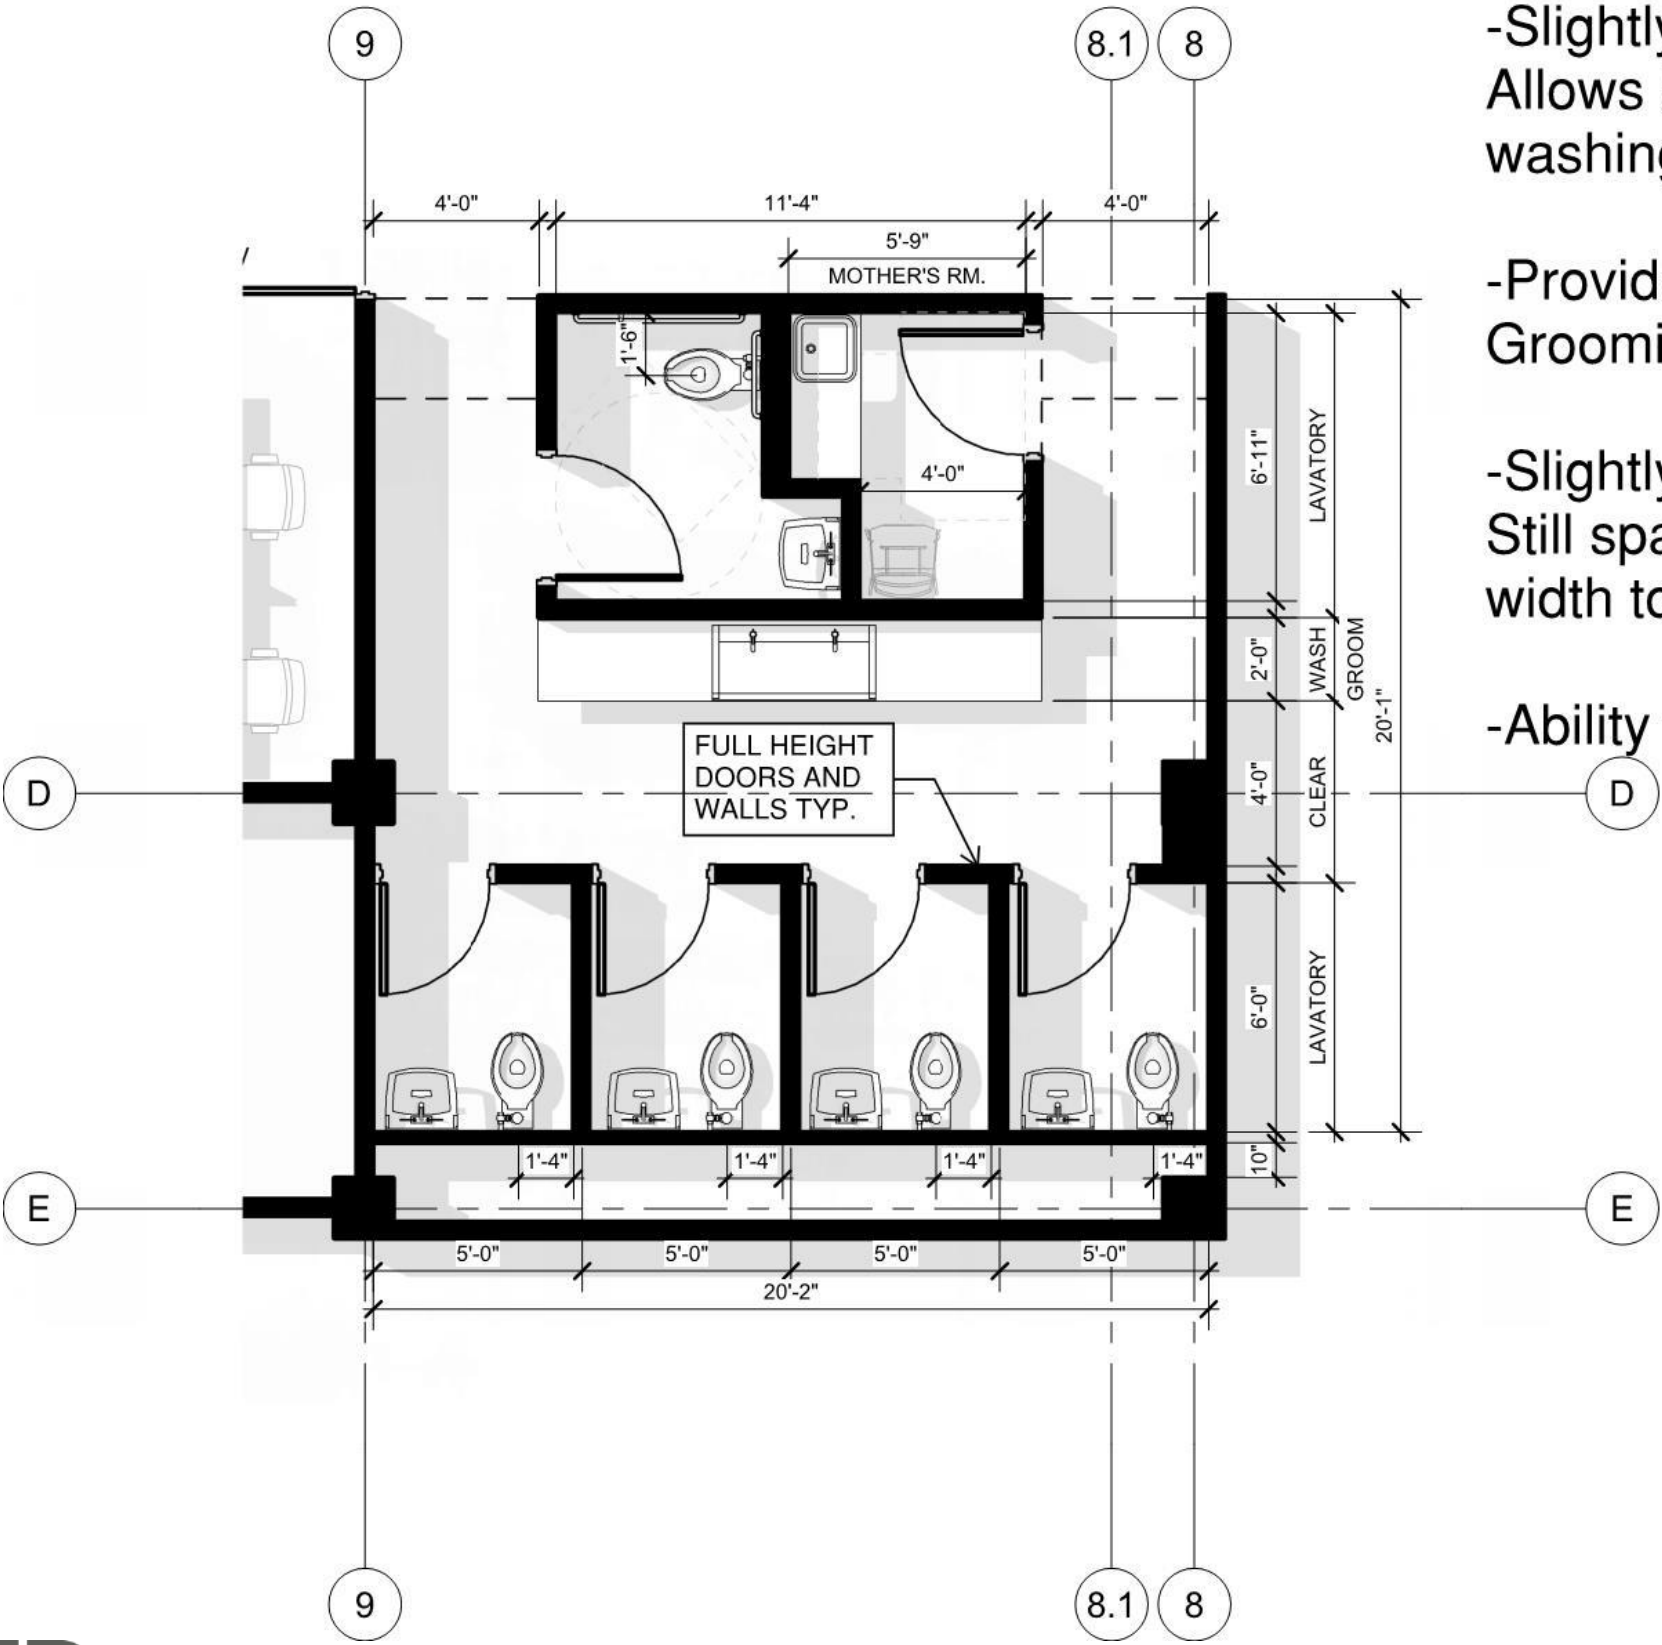 9
8.1
8
-Slightly
Allows
washing
4'-0"
11'-4"
4'-0"
5'-9"
MOTHER'S RM.
-Provid
Groomi
1'-6"
LAVATORY
6'-11"
4'-0"
-Slightly
Still spa
width to
WASH
GROOM
2'-0"
20'-1"
-Ability
FULL HEIGHT
DOORS AND
WALLS TYP.
D
4'-0"
CLEAR
D
6'-0"
LAVATORY
1'-4"
1'-4"
1'-4"
1'-4"
10"
E
E
5'-0"
5'-0"
5'-0"
5'-0"
20'-2"
9
8.1
8